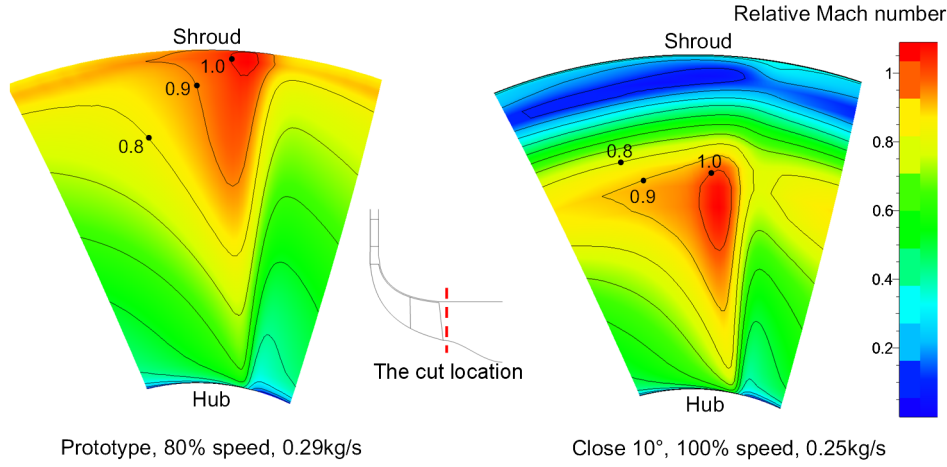 Relative Mach number
Shroud
1.0
0.9
0.8
Hub
Prototype, 80% speed, 0.29kg/s
The cut location
Shroud
0.8
1.0
0.9
Hub
Close 10°, 100% speed, 0.25kg/s
1
0.8
0.6
0.4
0.2